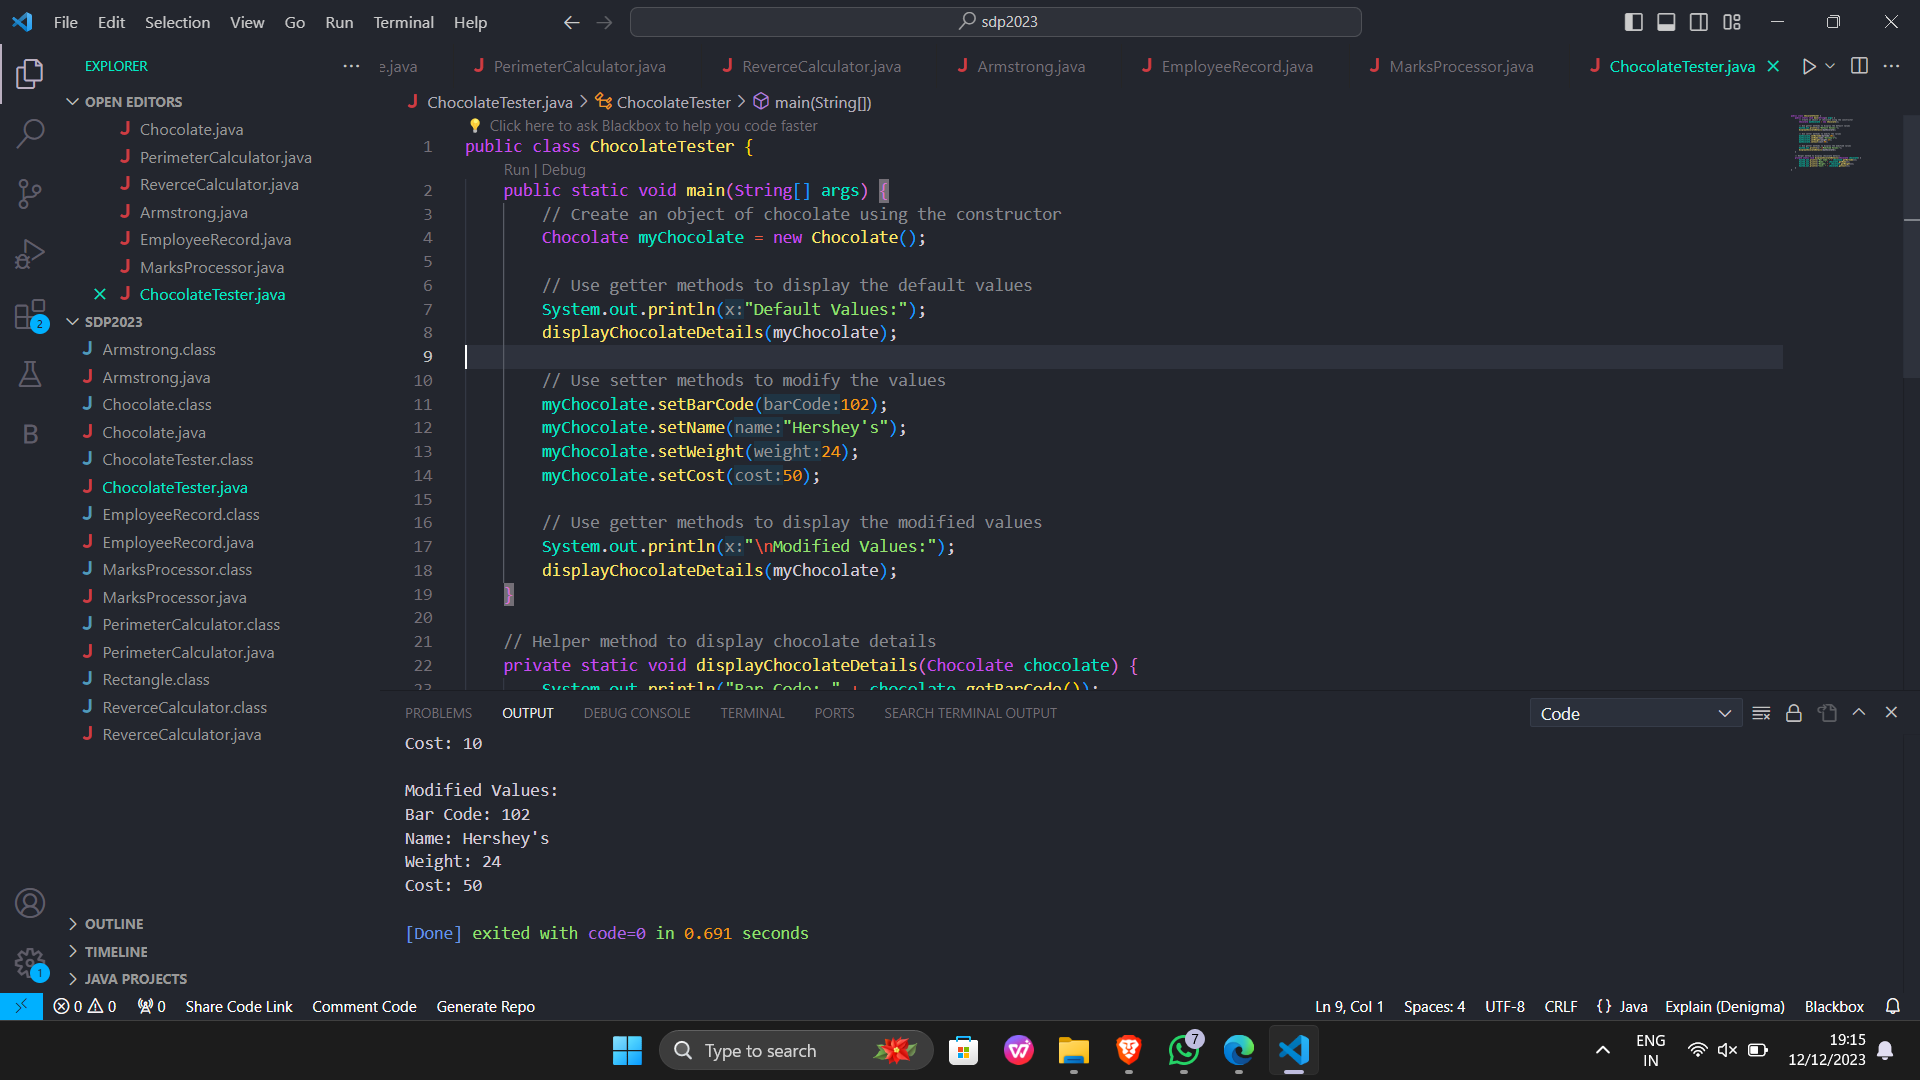 File Edit Selection View Go Run Terminal Help
sdp2023
EXPLORER
e.java PerimeterCalculator.java ReverceCalculator.java Armstrong.java EmployeeRecord.java MarksProcessor.java ChocolateTester.java
OPEN EDITORS
Chocolate.java
PerimeterCalculator.java
ReverceCalculator.java
Armstrong.java
EmployeeRecord.java
MarksProcessor.java
ChocolateTester.java
SDP2023
Armstrong.class
Armstrong.java
Chocolate.class
Chocolate.java
ChocolateTester.class
ChocolateTester.java
EmployeeRecord.class
EmployeeRecord.java
MarksProcessor.class
MarksProcessor.java
PerimeterCalculator.class
PerimeterCalculator.java
Rectangle.class
ReverceCalculator.class
ReverceCalculator.java
OUTLINE
TIMELINE
JAVA PROJECTS
ChocolateTester.java > ChocolateTester > main(String[])
Click here to ask Blackbox to help you code faster
1 public class ChocolateTester {
Run | Debug
2 public static void main(String[] args) {
3 // Create an object of chocolate using the constructor
4 Chocolate myChocolate = new Chocolate();
5
6 // Use getter methods to display the default values
7 System.out.println(x:"Default Values:");
8 displayChocolateDetails(myChocolate);
9
10 // Use setter methods to modify the values
11 myChocolate.setBarCode(barCode:102);
12 myChocolate.setName(name:"Hershey's");
13 myChocolate.setWeight(weight:24);
14 myChocolate.setCost(cost:50);
15
16 // Use getter methods to display the modified values
17 System.out.println(x:"\nModified Values:");
18 displayChocolateDetails(myChocolate);
19 }
20
21 // Helper method to display chocolate details
22 private static void displayChocolateDetails(Chocolate chocolate) {
23 System.out.println("Bar Code: " + chocolate.getBarCode());
PROBLEMS OUTPUT DEBUG CONSOLE TERMINAL PORTS SEARCH TERMINAL OUTPUT
Code
Cost: 10
Modified Values:
Bar Code: 102
Name: Hershey's
Weight: 24
Cost: 50
[Done] exited with code=0 in 0.691 seconds
0 0 0 Share Code Link Comment Code Generate Repo
Ln 9, Col 1 Spaces: 4 UTF-8 CRLF {} Java Explain (Denigma) Blackbox
Type to search
7
ENG
IN
19:15
12/12/2023
2
1
B